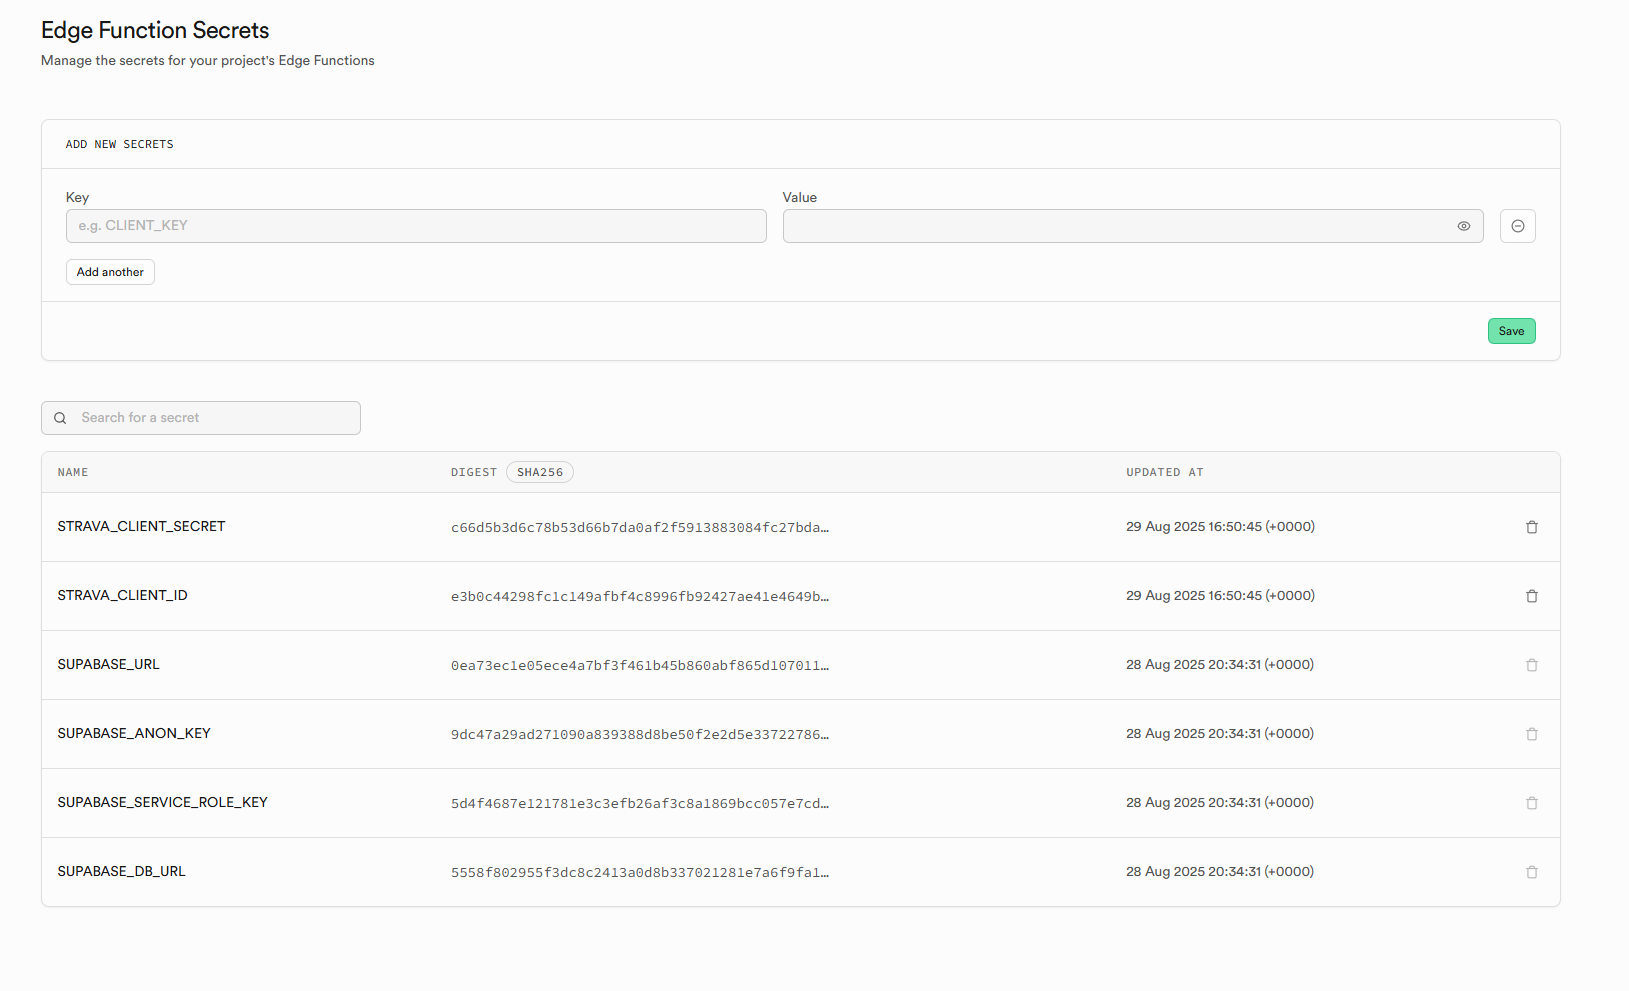 Edge Function Secrets
Manage the secrets for your project's Edge Functions
ADD NEW SECRETS
Key Value
e.g. CLIENT_KEY
Add another
Save
Search for a secret
NAME DIGEST SHA256 UPDATED AT
STRAVA_CLIENT_SECRET c66d5b3d6c78b53d66b7da0af2f5913883084fc27bda… 29 Aug 2025 16:50:45 (+0000)
STRAVA_CLIENT_ID e3b0c44298fc1c149afbf4c8996fb92427ae41e4649b… 29 Aug 2025 16:50:45 (+0000)
SUPABASE_URL 0ea73ec1e05ece4a7bf3f461b45b860abf865d107011… 28 Aug 2025 20:34:31 (+0000)
SUPABASE_ANON_KEY 9dc47a29ad271090a839388d8be50f2e2d5e33722786… 28 Aug 2025 20:34:31 (+0000)
SUPABASE_SERVICE_ROLE_KEY 5d4f4687e121781e3c3efb26af3c8a1869bcc057e7cd… 28 Aug 2025 20:34:31 (+0000)
SUPABASE_DB_URL 5558f802955f3dc8c2413a0d8b337021281e7a6f9fa1… 28 Aug 2025 20:34:31 (+0000)